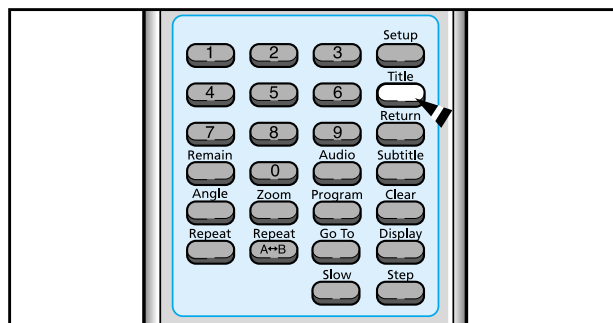 Setup
1 2 3
Title
4 5 6
Return
7 8 9
Remain Audio Subtitle
0
Angle Zoom Program Clear
Repeat Repeat Go To Display
A↔B
Slow Step